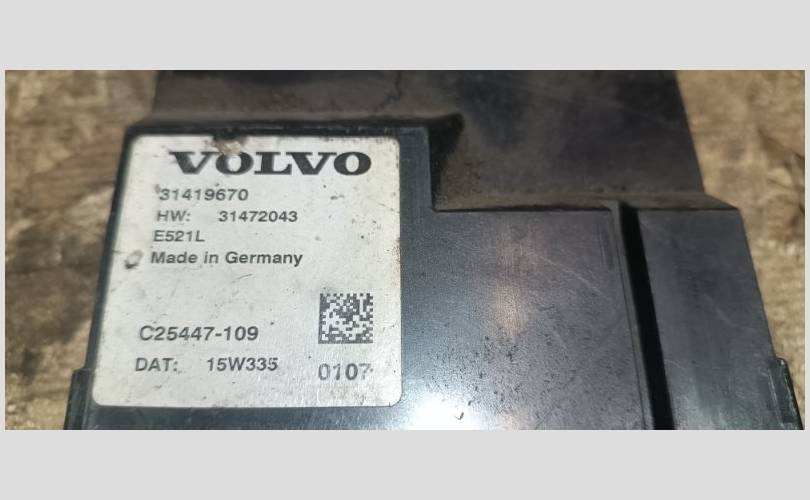 VOLVO
31419670
HW: 31472043
E521L
Made in Germany
C25447-109
DAT: 15W335
0107